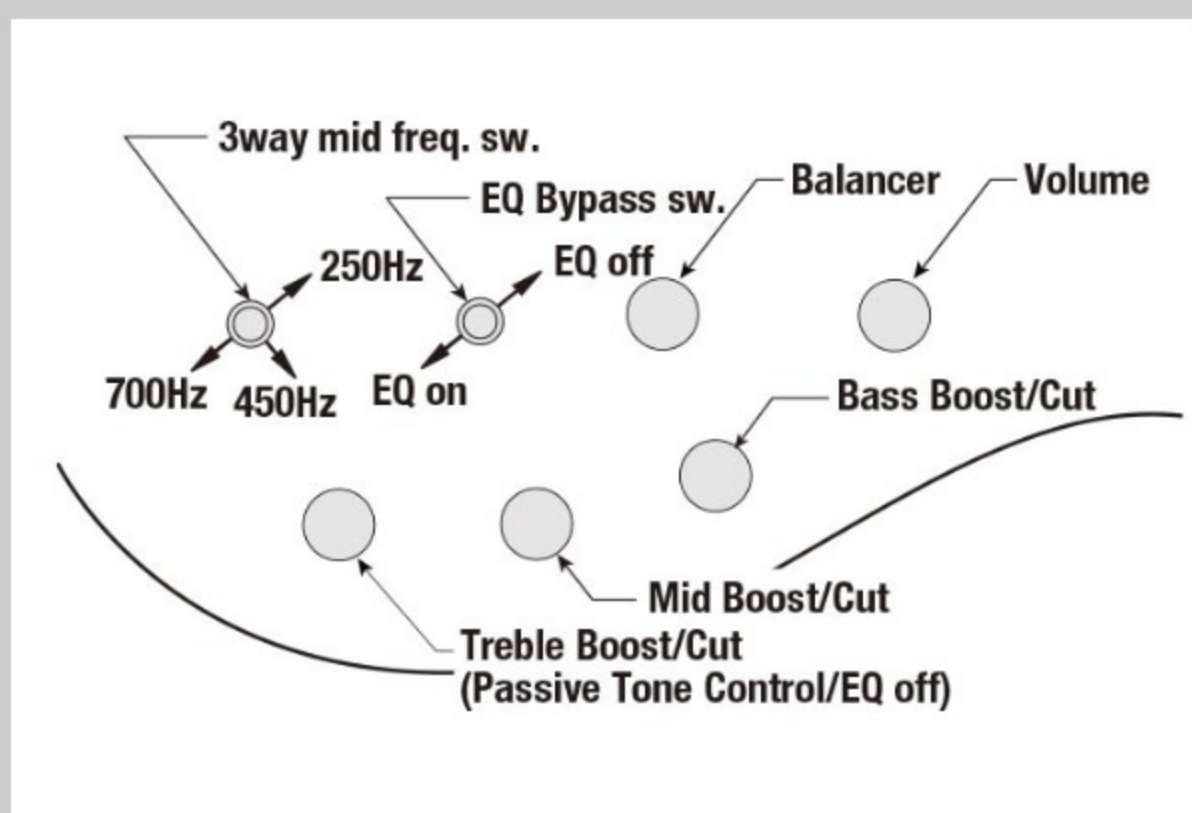 3way mid freq. sw.
EQ Bypass sw.
Balancer
Volume
250Hz
EQ off
700Hz
450Hz
EQ on
Bass Boost/Cut
Mid Boost/Cut
Treble Boost/Cut
(Passive Tone Control/EQ off)